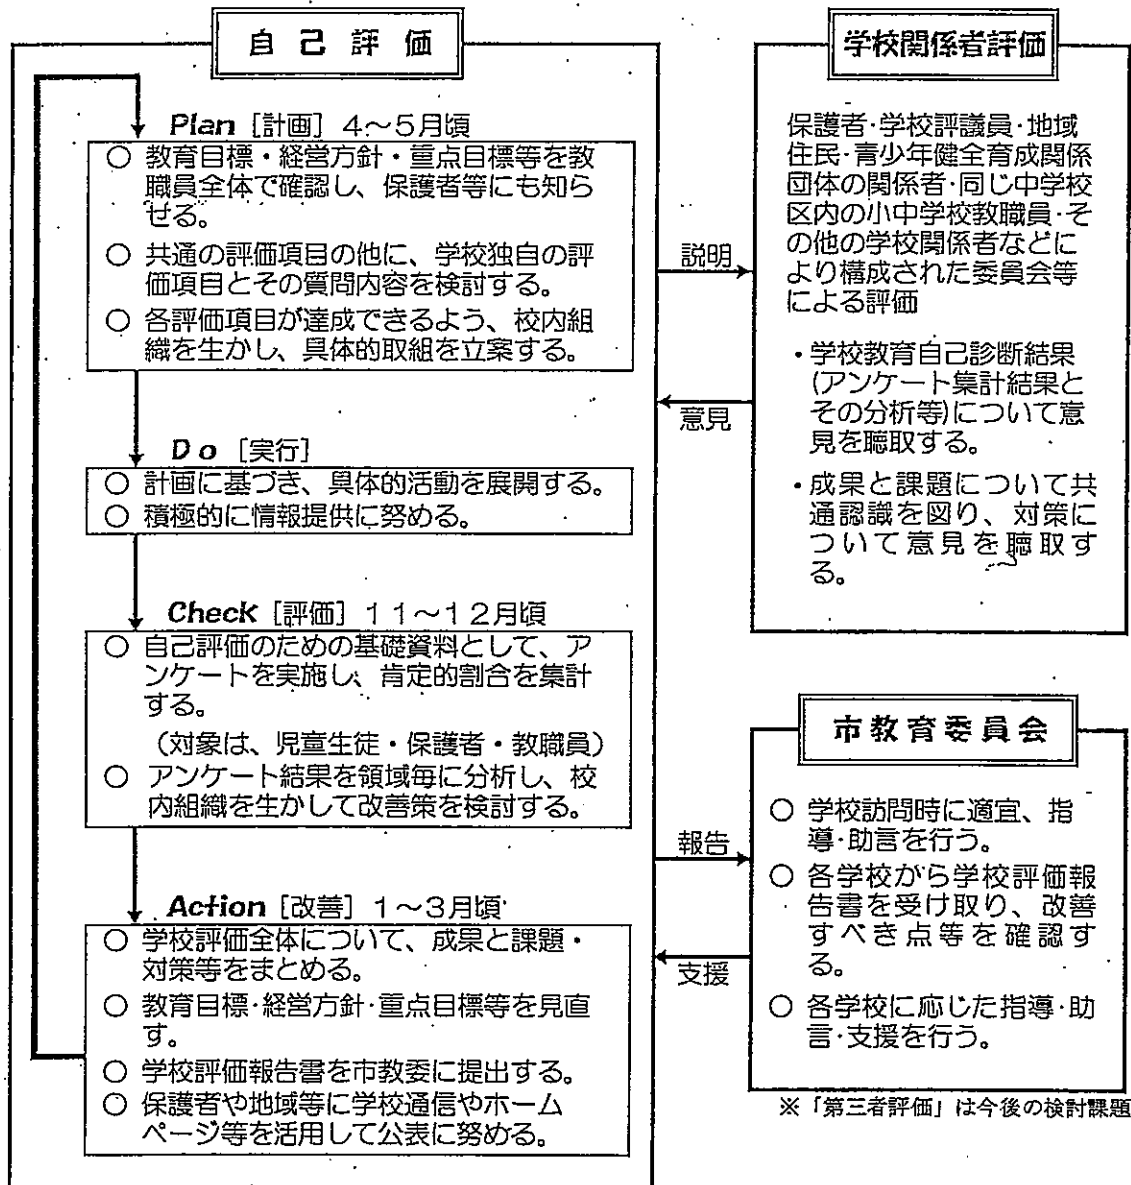 自己評価
Plan [計画] 4～5月頃
○ 教育目標・経営方針・重点目標等を教
職員全体で確認し、保護者等にも知ら
せる。
○ 共通の評価項目の他に、学校独自の評
価項目とその質問内容を検討する。
○ 各評価項目が達成できるよう、校内組
織を生かし、具体的取組を立案する。
Do [実行]
○ 計画に基づき、具体的活動を展開する。
○ 積極的に情報提供に努める。
Check [評価] 11～12月頃
○ 自己評価のための基礎資料として、ア
ンケートを実施し、肯定的割合を集計
する。
（対象は、児童生徒・保護者・教職員）
○ アンケート結果を領域毎に分析し、校
内組織を生かして改善策を検討する。
Action [改善] 1～3月頃
○ 学校評価全体について、成果と課題・
対策等をまとめる。
○ 教育目標・経営方針・重点目標等を見直
す。
○ 学校評価報告書を市教委に提出する。
○ 保護者や地域等に学校通信やホーム
ページ等を活用して公表に努める。
説明
意見
報告
支援
学校関係者評価
保護者・学校評議員・地域
住民・青少年健全育成関係
団体の関係者・同じ中学校
区内の小中学校教職員・そ
の他の学校関係者などに
より構成された委員会等
による評価
・学校教育自己診断結果
(アンケート集計結果と
その分析等)について意
見を聴取する。
・成果と課題について共
通認識を図り、対策に
ついて意見を聴取す
る。
市教育委員会
○ 学校訪問時に適宜、指
導・助言を行う。
○ 各学校から学校評価報
告書を受け取り、改善
すべき点等を確認す
る。
○ 各学校に応じた指導・助
言・支援を行う。
※「第三者評価」は今後の検討課題